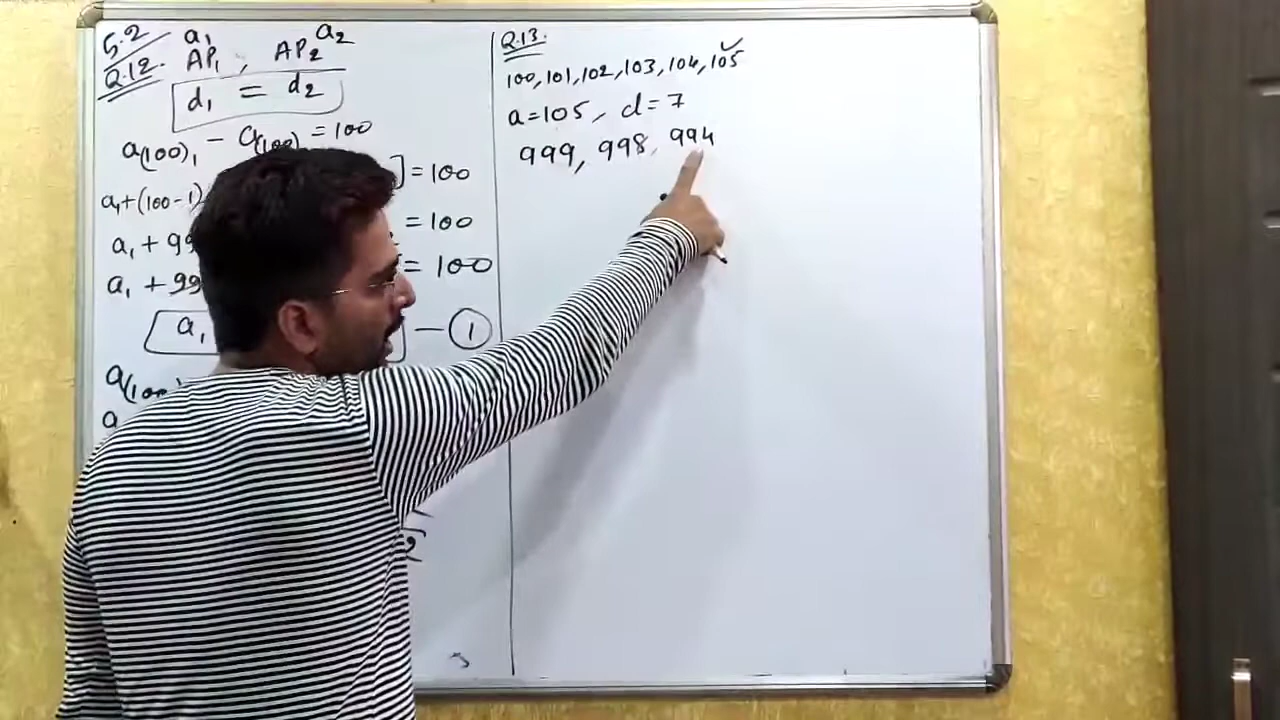 5.2
Q.12. a₁ a₂
AP₁ , AP₂
d₁ = d₂
a(100)₁ - a(100) = 100
] = 100
a₁+(100-1)
a₁ + 99 = 100
a₁ + 99 = 100
a₁ — ①
a(100)
a
2
Q.13.
100, 101, 102, 103, 104, 105 ✓
a=105, d=7
999, 998, 994